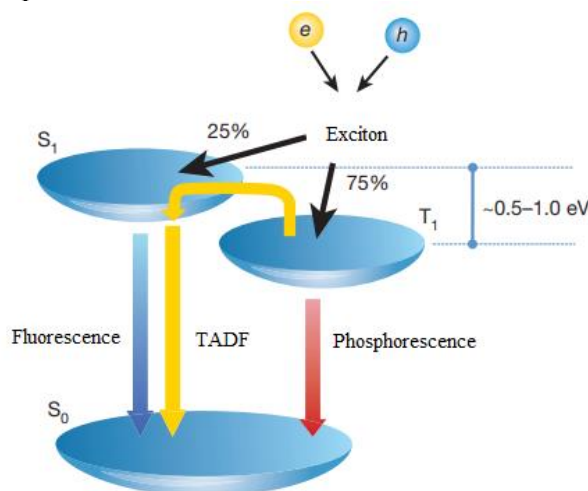 e
h
25%
Exciton
S1
75%
T1
~0.5–1.0 eV
Fluorescence
TADF
Phosphorescence
S0